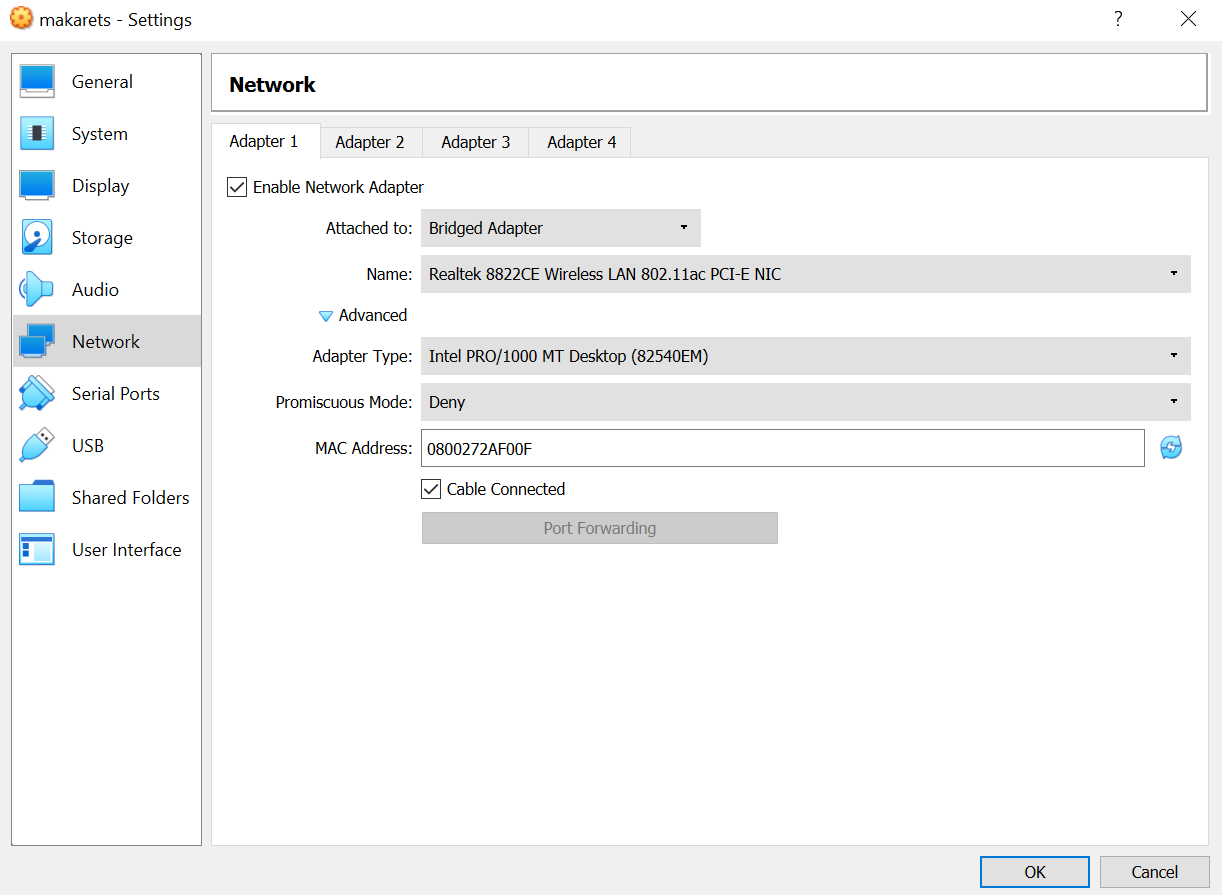 makarets - Settings
?
General
System
Display
Storage
Audio
Network
Serial Ports
USB
Shared Folders
User Interface
Network
Adapter 1 Adapter 2 Adapter 3 Adapter 4
Enable Network Adapter
Attached to: Bridged Adapter
Name: Realtek 8822CE Wireless LAN 802.11ac PCI-E NIC
Advanced
Adapter Type: Intel PRO/1000 MT Desktop (82540EM)
Promiscuous Mode: Deny
MAC Address: 0800272AF00F
Cable Connected
Port Forwarding
OK Cancel